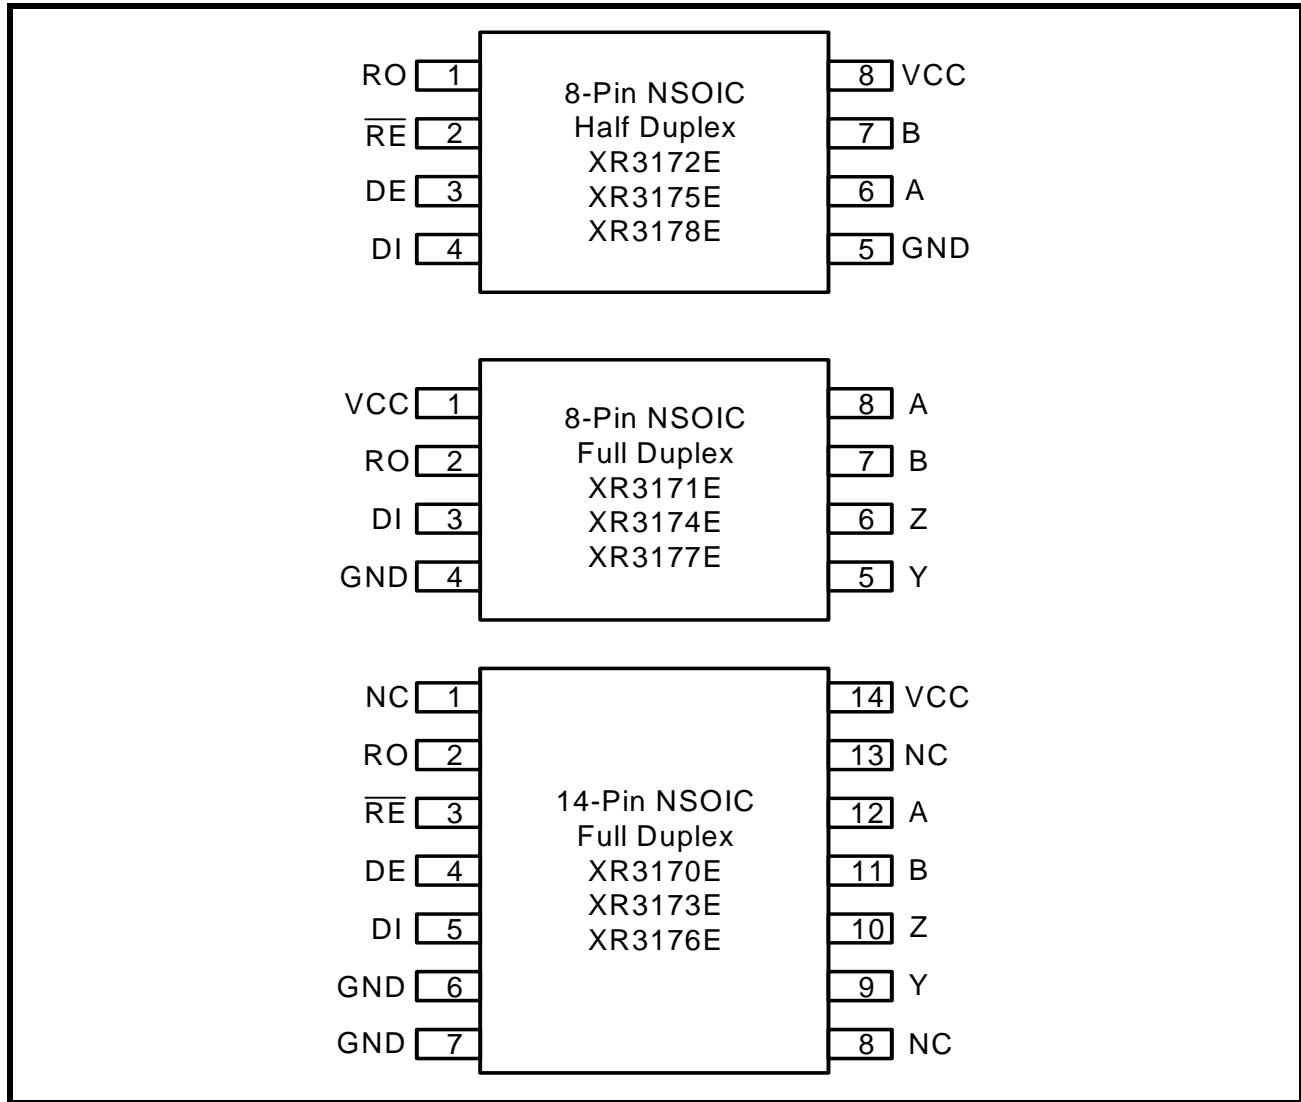 RO 1 8 VCC
R̅E̅ 2 7 B
DE 3 6 A
DI 4 5 GND
8-Pin NSOIC
Half Duplex
XR3172E
XR3175E
XR3178E
VCC 1 8 A
RO 2 7 B
DI 3 6 Z
GND 4 5 Y
8-Pin NSOIC
Full Duplex
XR3171E
XR3174E
XR3177E
NC 1 14 VCC
RO 2 13 NC
R̅E̅ 3 12 A
DE 4 11 B
DI 5 10 Z
GND 6 9 Y
GND 7 8 NC
14-Pin NSOIC
Full Duplex
XR3170E
XR3173E
XR3176E